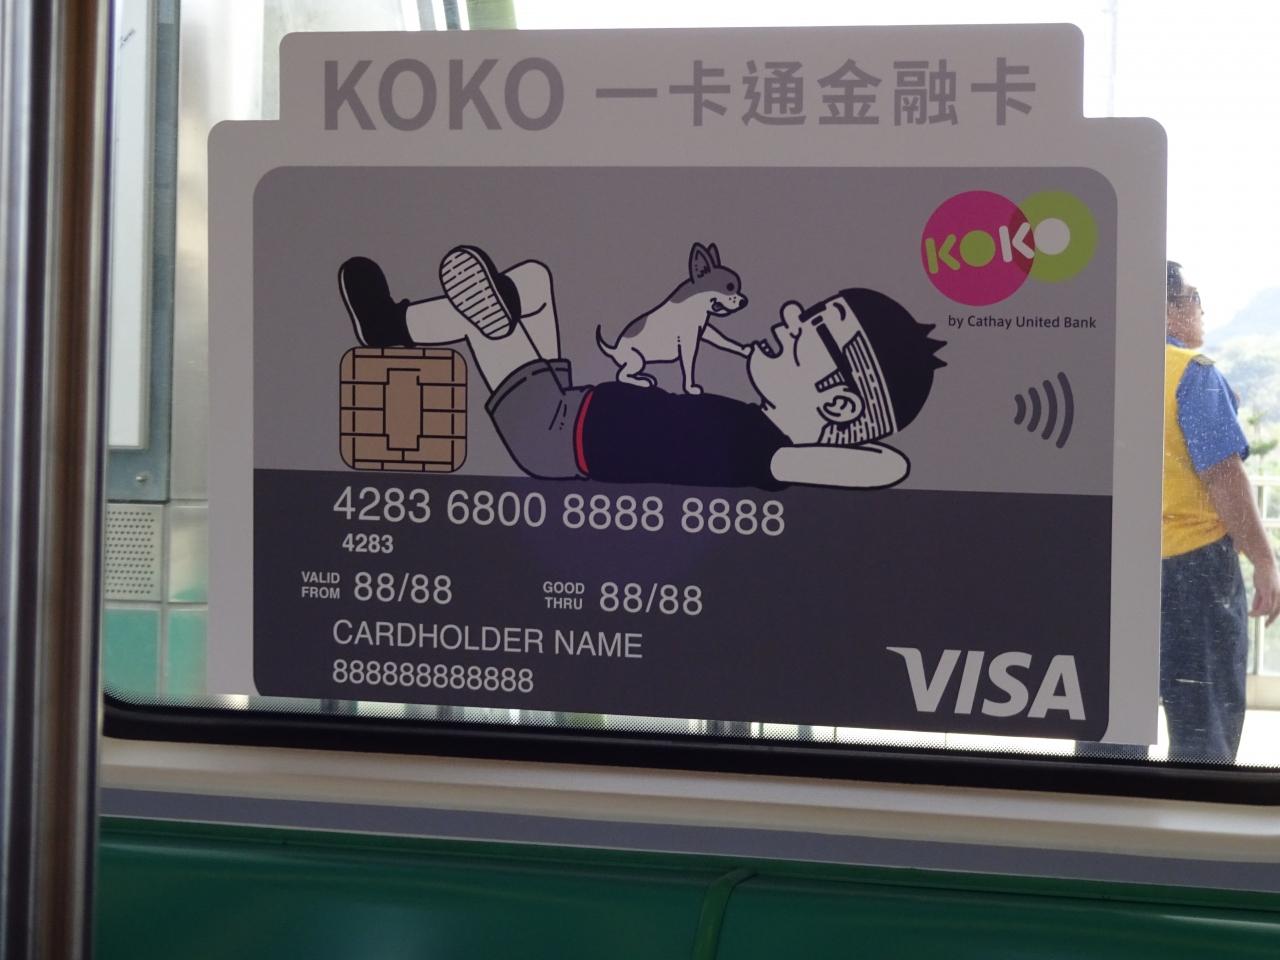 KOKO 一卡通金融卡
KOKO
by Cathay United Bank
4283 6800 8888 8888
4283
VALID FROM 88/88 GOOD THRU 88/88
CARDHOLDER NAME
888888888888
VISA